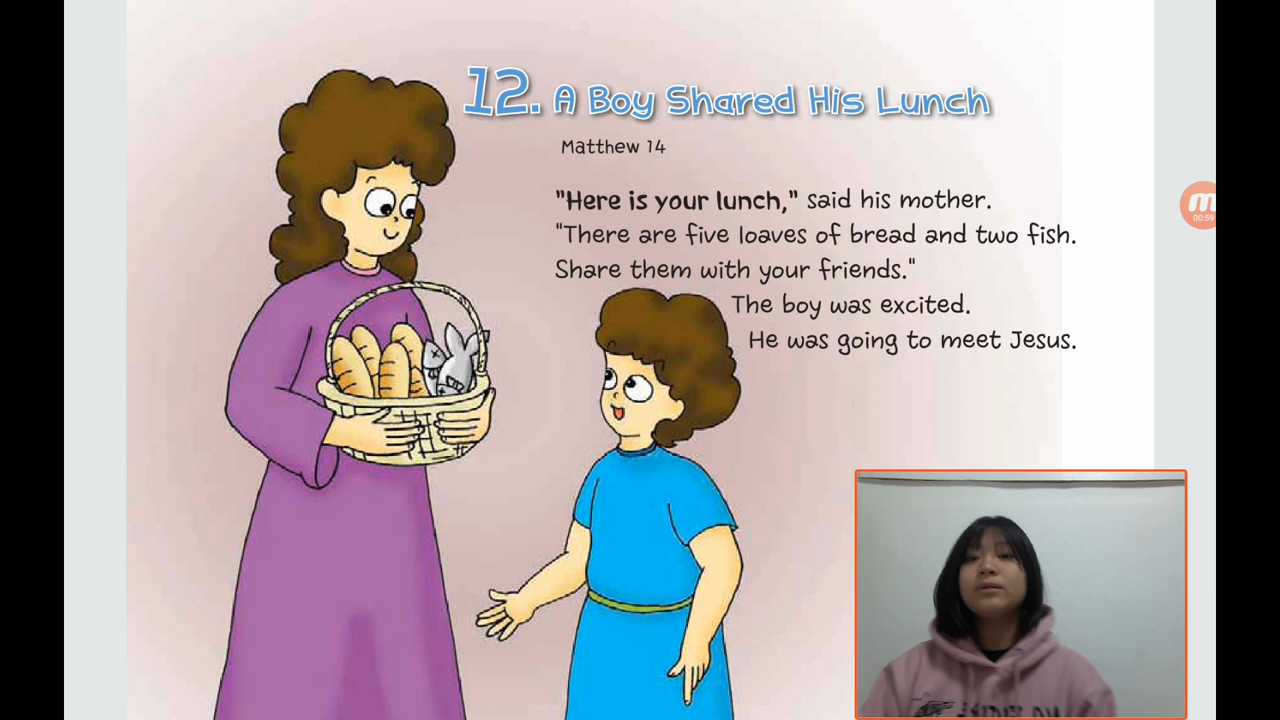 12. A Boy Shared His Lunch
Matthew 14
"Here is your lunch," said his mother.
"There are five loaves of bread and two fish.
Share them with your friends."
The boy was excited.
He was going to meet Jesus.
m
00:59